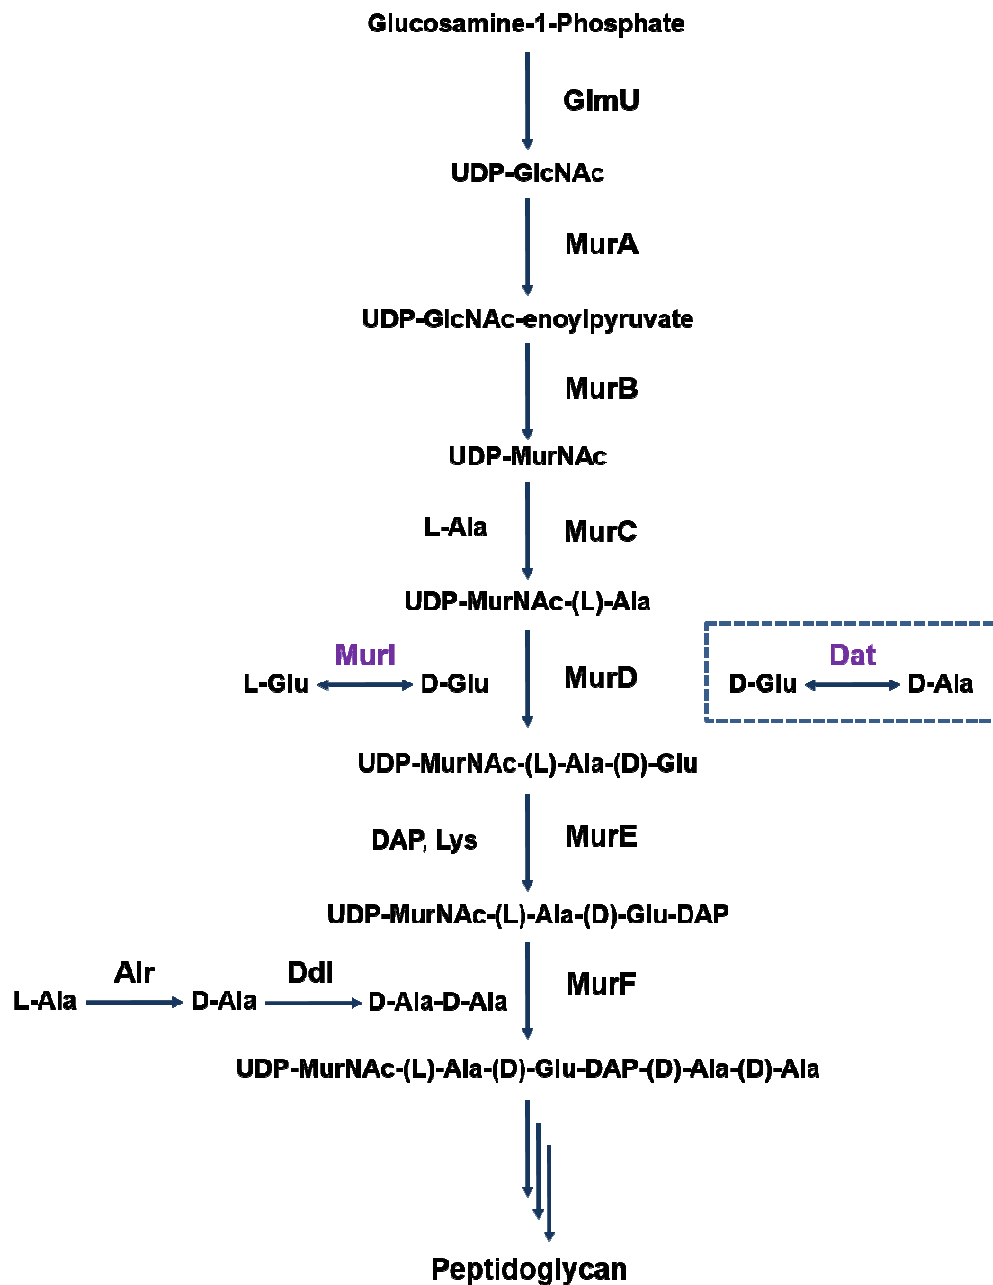 Glucosamine-1-Phosphate
GlmU
UDP-GlcNAc
MurA
UDP-GlcNAc-enoylpyruvate
MurB
UDP-MurNAc
L-Ala MurC
UDP-MurNAc-(L)-Ala
MurI MurD Dat
L-Glu D-Glu D-Glu D-Ala
UDP-MurNAc-(L)-Ala-(D)-Glu
DAP, Lys MurE
UDP-MurNAc-(L)-Ala-(D)-Glu-DAP
Alr Ddl MurF
L-Ala D-Ala D-Ala-D-Ala
UDP-MurNAc-(L)-Ala-(D)-Glu-DAP-(D)-Ala-(D)-Ala
Peptidoglycan